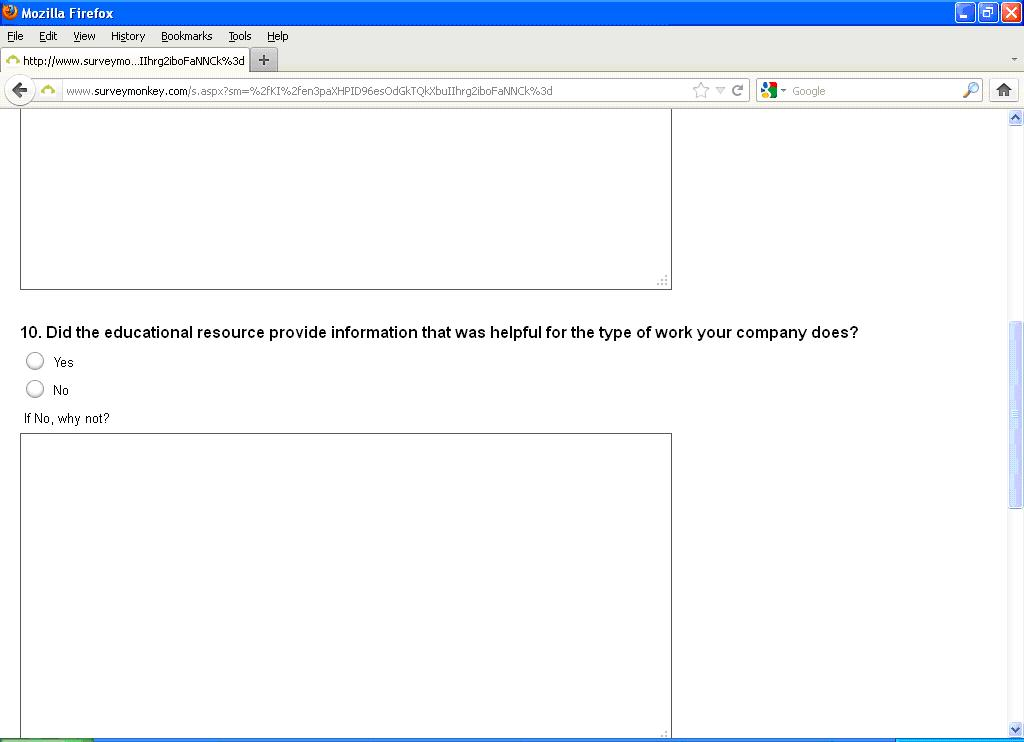 Mozilla Firefox
File Edit View History Bookmarks Tools Help
http://www.surveymo...IIhrg2iboFaNNCk%3d
www.surveymonkey.com/s.aspx?sm=%2fKI%2fen3paXHPID96esOdGkTQkXbuIIhrg2iboFaNNCk%3d Google
10. Did the educational resource provide information that was helpful for the type of work your company does?
Yes
No
If No, why not?